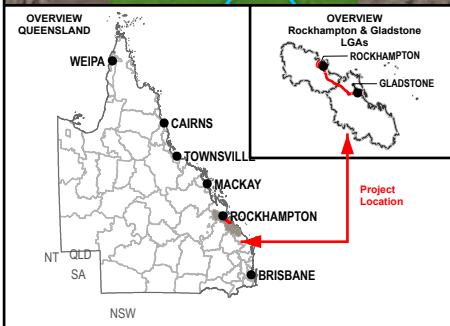 OVERVIEW
QUEENSLAND
WEIPA
CAIRNS
TOWNSVILLE
MACKAY
ROCKHAMPTON
BRISBANE
NT
QLD
SA
NSW
OVERVIEW
Rockhampton & Gladstone
LGAs
ROCKHAMPTON
GLADSTONE
Project
Location